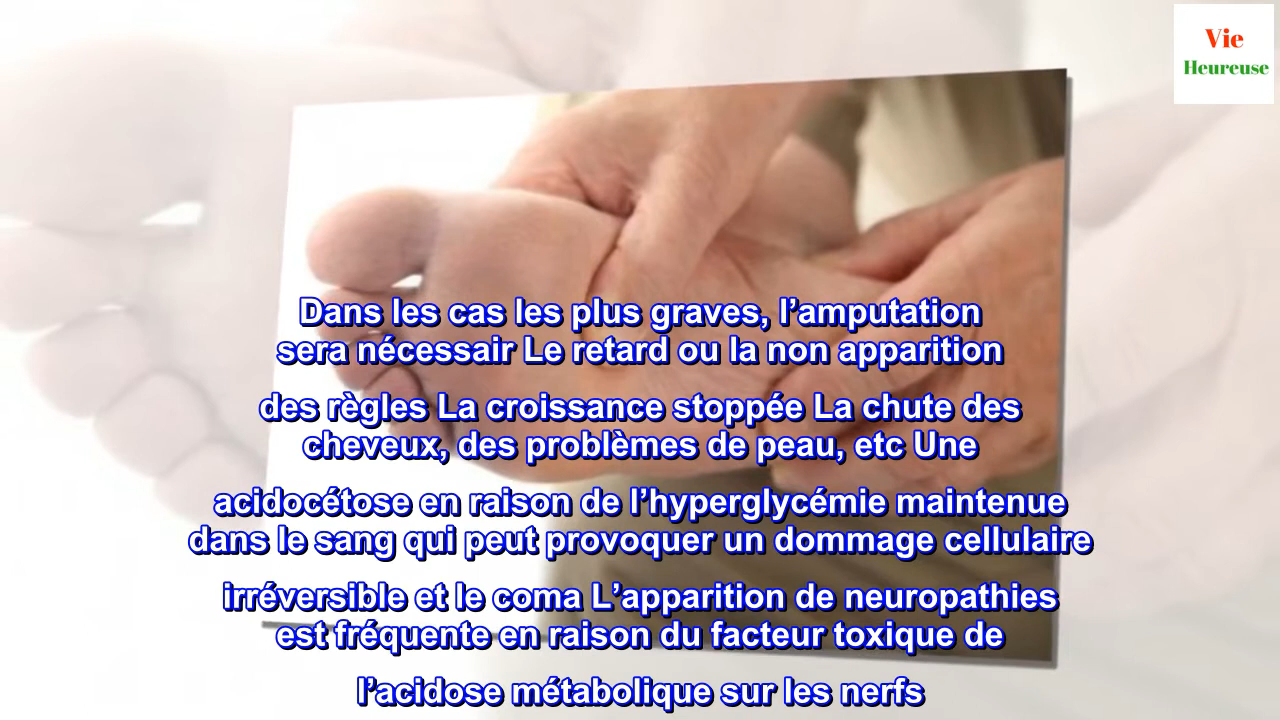 Vie
Heureuse
Dans les cas les plus graves, l’amputation
sera nécessair Le retard ou la non apparition
des règles La croissance stoppée La chute des
cheveux, des problèmes de peau, etc Une
acidocétose en raison de l’hyperglycémie maintenue
dans le sang qui peut provoquer un dommage cellulaire
irréversible et le coma L’apparition de neuropathies
est fréquente en raison du facteur toxique de
l’acidose métabolique sur les nerfs